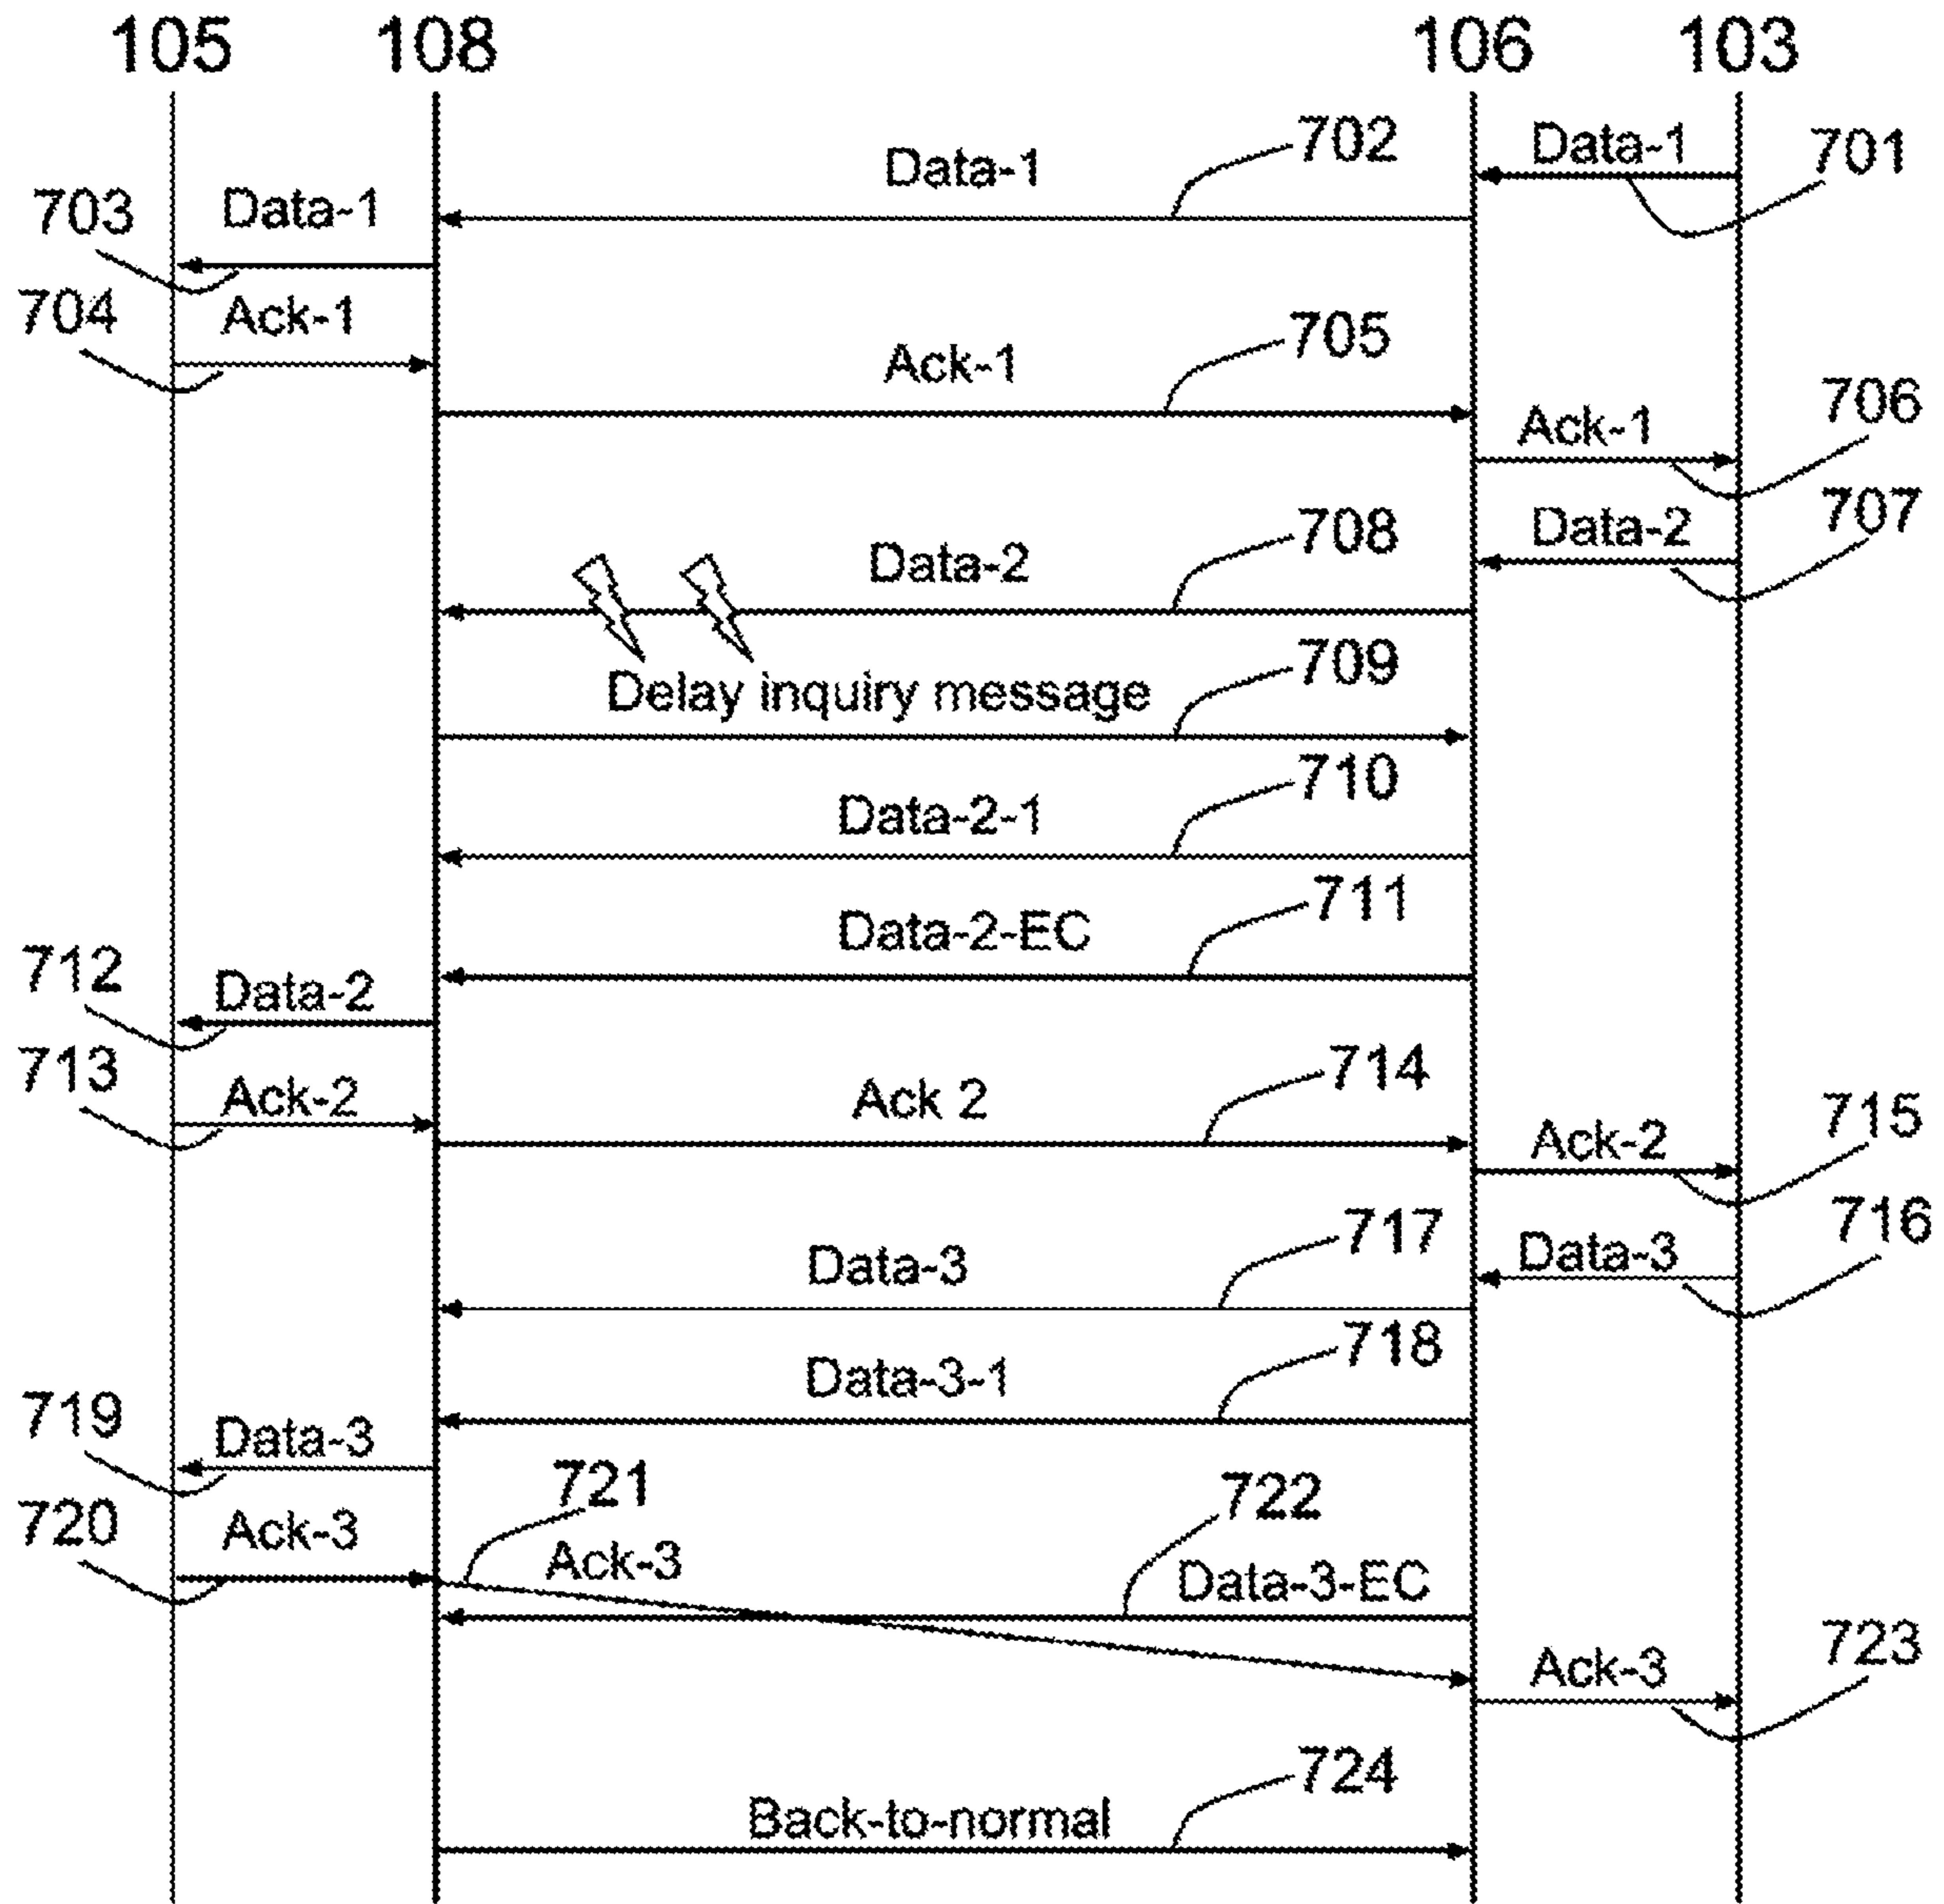 105 108 106 103
Data-1 702 Data-1 701
703 Data-1
704 Ack-1 Ack-1 705
Ack-1 706
Data-2 708 Data-2 707
Delay inquiry message 709
Data-2-1 710
Data-2-EC 711
712 Data-2
713 Ack-2 Ack 2 714 Ack-2 715
Data-3 717 Data-3 716
Data-3-1 718
719 Data-3
720 Ack-3 721 Ack-3 722 Data-3-EC
Ack-3 723
Back-to-normal 724